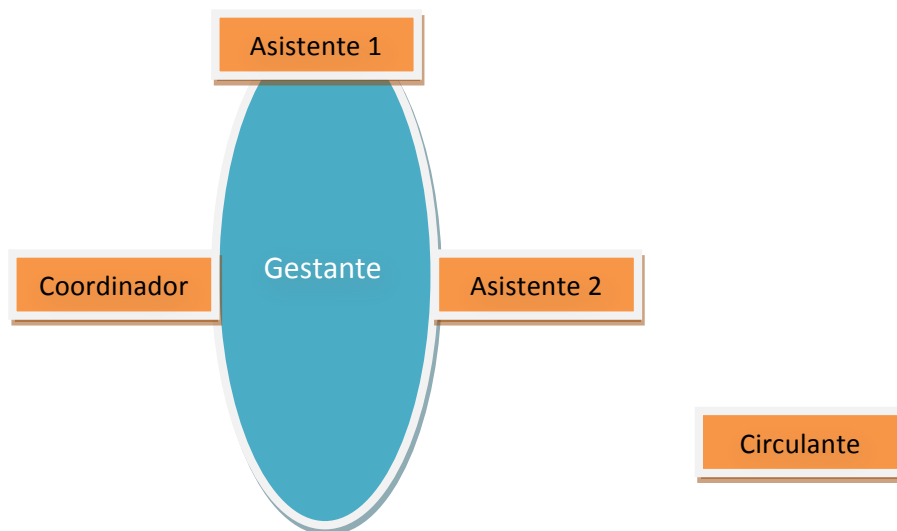 Asistente 1
Gestante
Coordinador
Asistente 2
Circulante